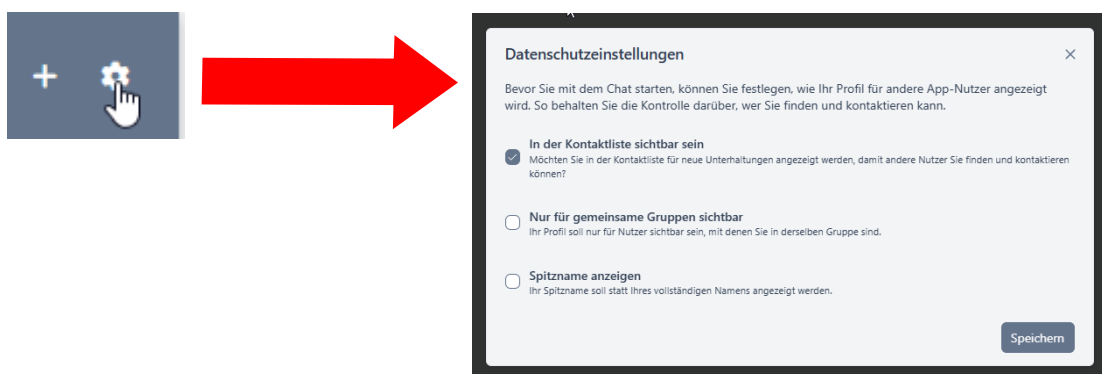 Datenschutzeinstellungen
Bevor Sie mit dem Chat starten, können Sie festlegen, wie Ihr Profil für andere App-Nutzer angezeigt
wird. So behalten Sie die Kontrolle darüber, wer Sie finden und kontaktieren kann.
In der Kontaktliste sichtbar sein
Möchten Sie in der Kontaktliste für neue Unterhaltungen angezeigt werden, damit andere Nutzer Sie finden und kontaktieren
können?
Nur für gemeinsame Gruppen sichtbar
Ihr Profil soll nur für Nutzer sichtbar sein, mit denen Sie in derselben Gruppe sind.
Spitzname anzeigen
Ihr Spitzname soll statt Ihres vollständigen Namens angezeigt werden.
Speichern